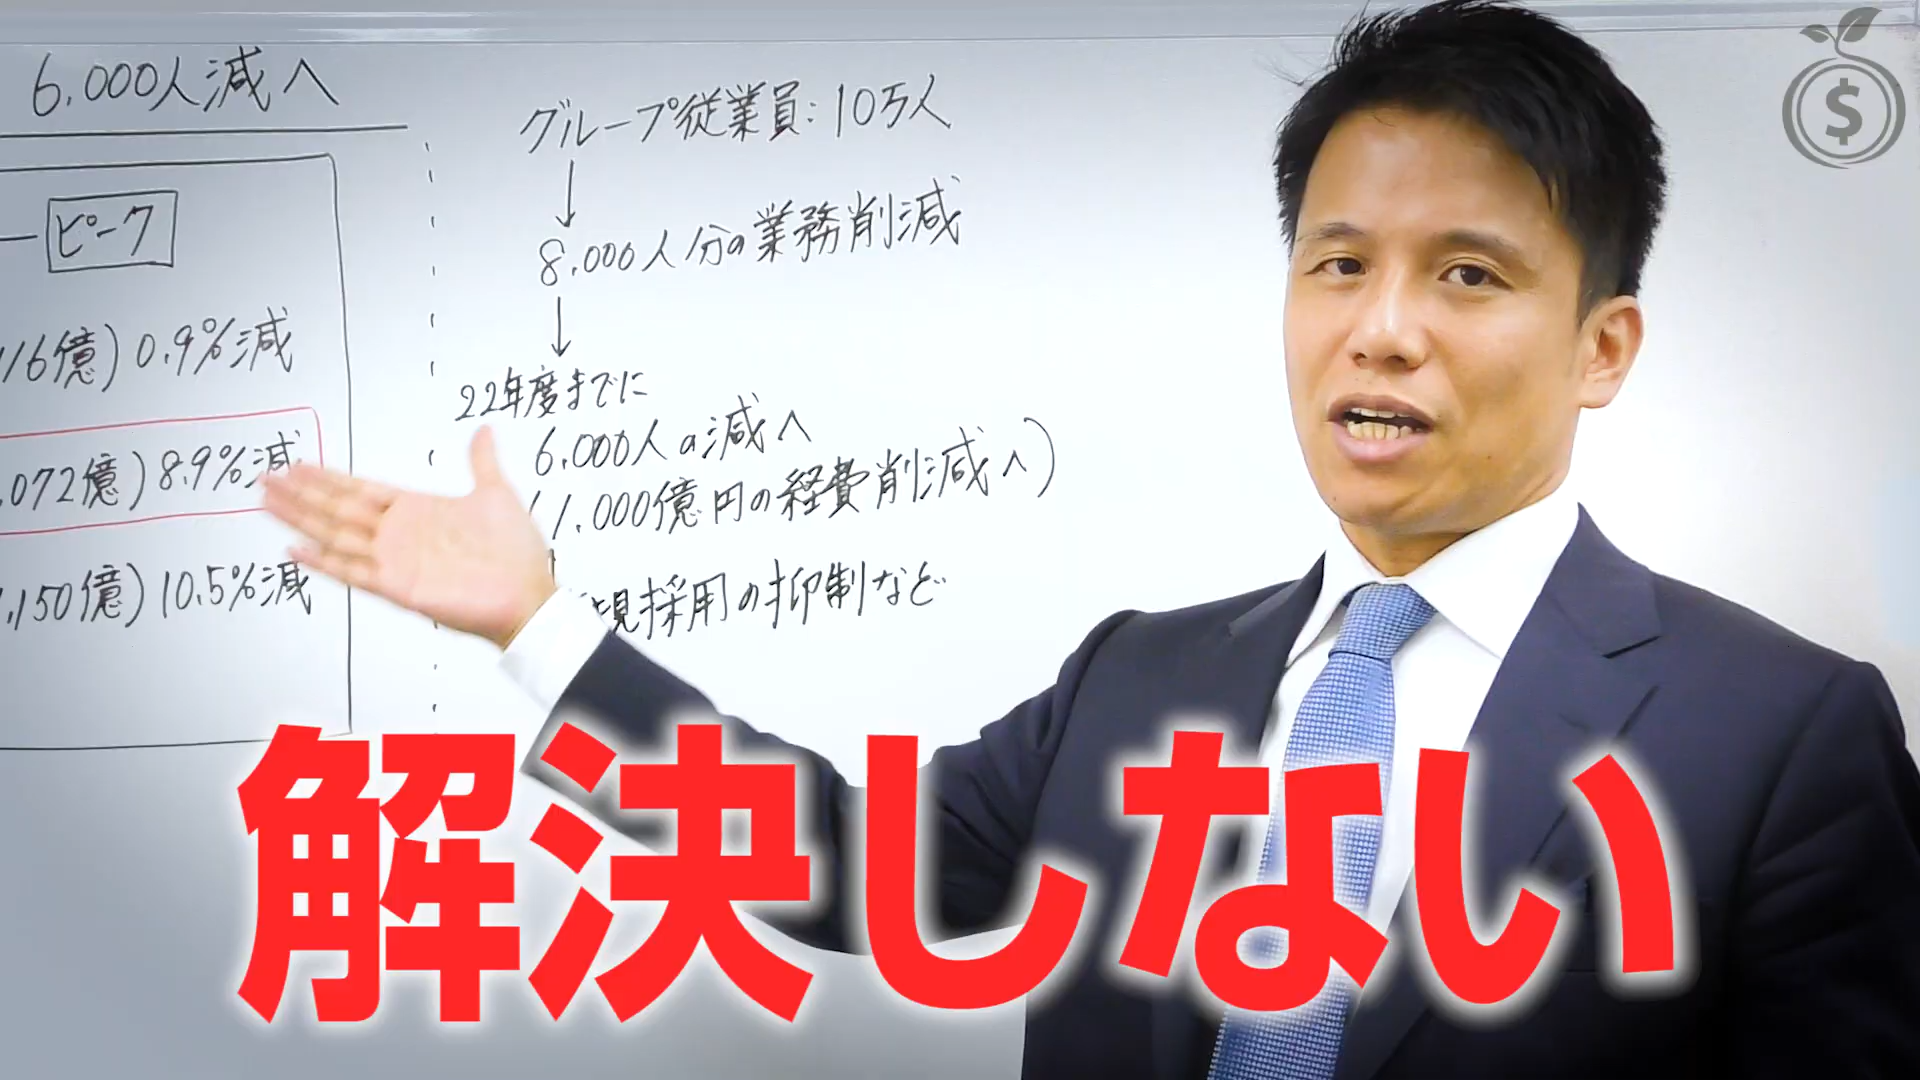 6,000人減へ
ピーク
116億) 0.9%減
,072億) 8.9%減
,150億) 10.5%減
グループ従業員:10万人
↓
8,000人分の業務削減
↓
22年度までに
6,000人の減へ
(1,000億円の経費削減へ)
規採用の抑制など
$
解決しない